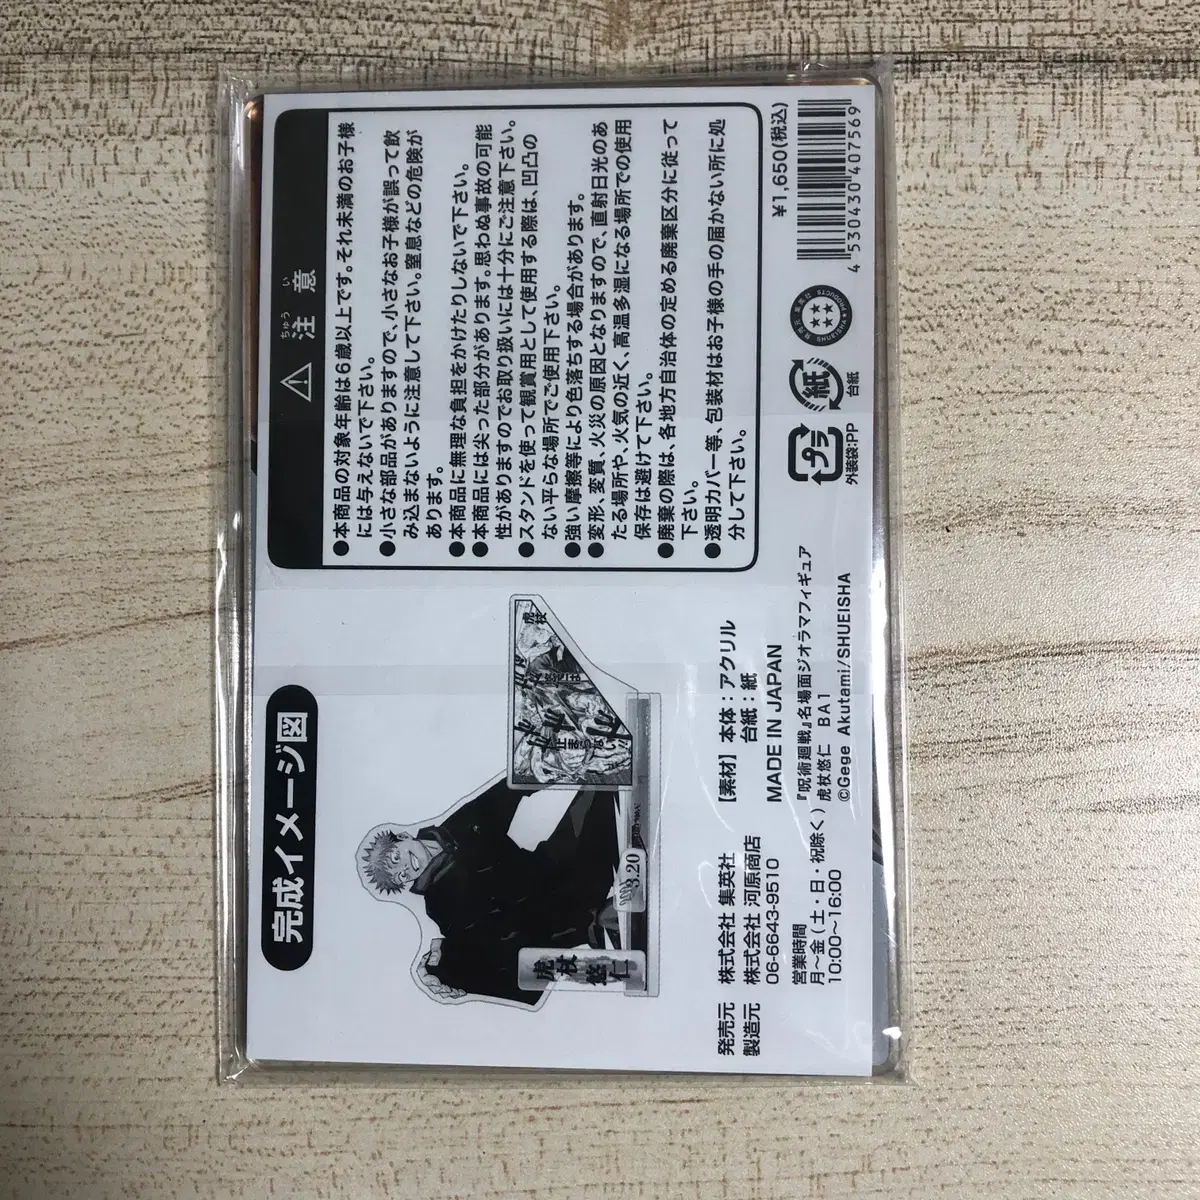 完成イメージ図
虎杖
虎杖悠仁
3.20
【素材】本体：アクリル
台紙：紙
MADE IN JAPAN
発売元 株式会社 集英社
製造元 株式会社 河原商店
06-6643-9510
営業時間
月～金（土・日・祝除く）
10:00～16:00
『呪術廻戦』名場面ジオラマフィギュア
虎杖悠仁 BA1
©Gege Akutami/SHUEISHA
ちゅう い
⚠ 注意
●本商品の対象年齢は6歳以上です。それ未満のお子様
には与えないで下さい。
●小さな部品がありますので、小さなお子様が誤って飲
み込まないように注意して下さい。窒息などの危険が
あります。
●本商品に無理な負担をかけたりしないで下さい。
●本商品には尖った部分があります。思わぬ事故の可能
性がありますのでお取り扱いには十分にご注意下さい。
●スタンドを使って観賞用として使用する際は、凹凸の
ない平らな場所でご使用下さい。
●強い摩擦等により色落ちする場合があります。
●変形、変質、火災の原因となりますので、直射日光のあ
たる場所や、火気の近く、高温多湿になる場所での使用
保存は避けて下さい。
●廃棄の際は、各地方自治体の定める廃棄区分に従って
下さい。
●透明カバー等、包装材はお子様の手の届かない所に処
分して下さい。
プラ
外装袋:PP
紙
台紙
¥1,650(税込)
4 530430 407569